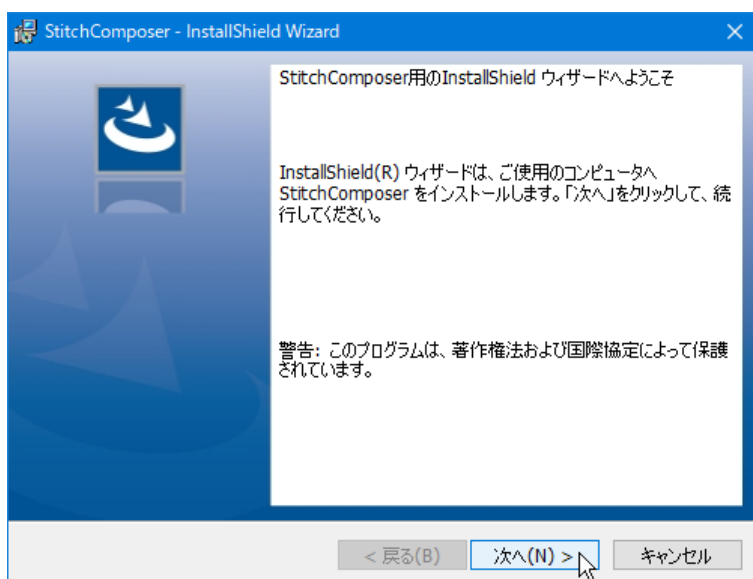 StitchComposer - InstallShield Wizard
StitchComposer用のInstallShield ウィザードへようこそ
InstallShield(R) ウィザードは、ご使用のコンピュータへ
StitchComposer をインストールします。「次へ」をクリックして、続
行してください。
警告: このプログラムは、著作権法および国際協定によって保護
されています。
< 戻る(B)
次へ(N) >
キャンセル